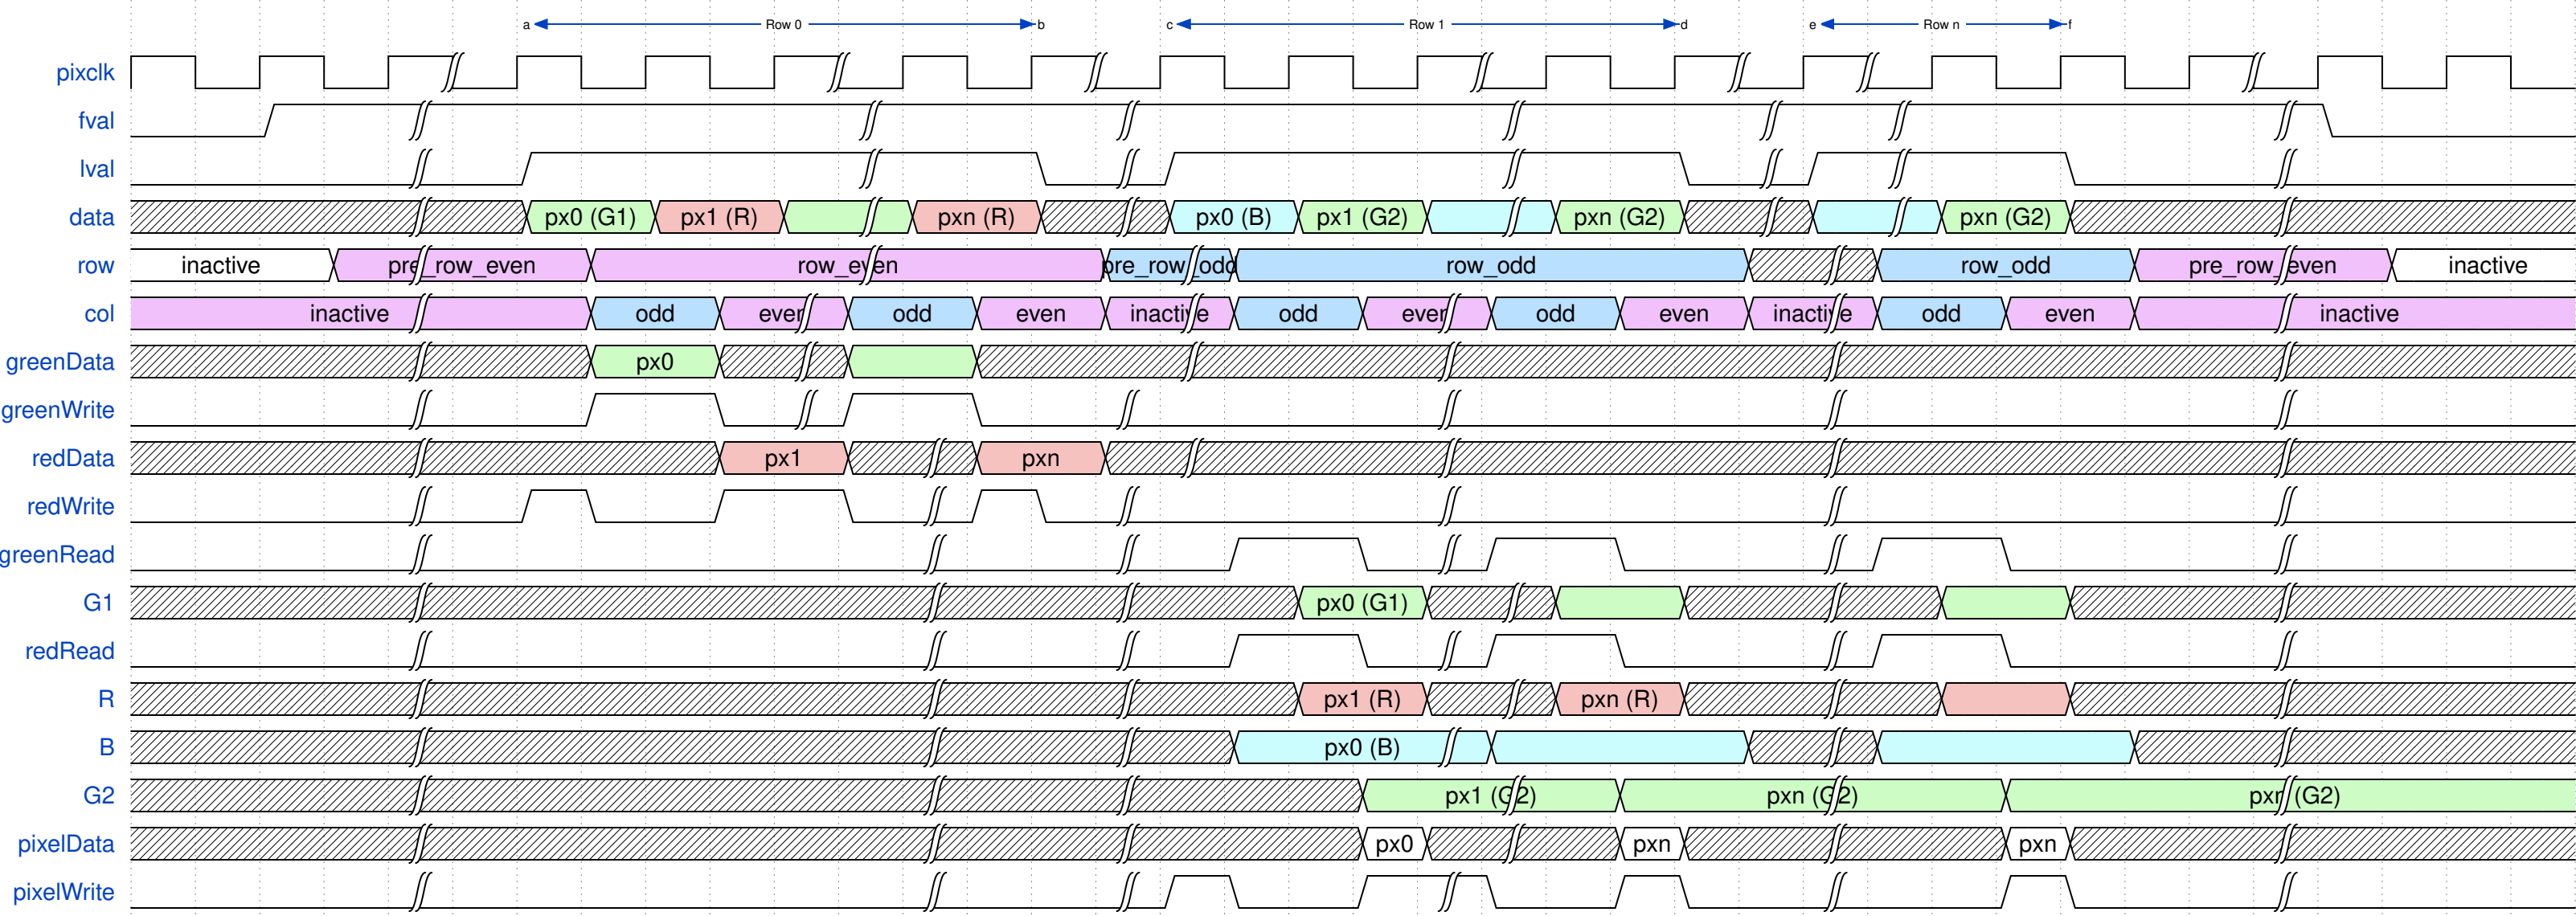 a Row 0 b c Row 1 d e Row n f
pixclk
fval
lval
data px0 (G1) px1 (R) pxn (R) px0 (B) px1 (G2) pxn (G2) pxn (G2)
row inactive pre_row_even row_even pre_row_odd row_odd row_odd pre_row_even inactive
col inactive odd even odd even inactive odd even odd even inactive odd even inactive
greenData px0
greenWrite
redData px1 pxn
redWrite
greenRead
G1 px0 (G1)
redRead
R px1 (R) pxn (R)
B px0 (B)
G2 px1 (G2) pxn (G2) pxn (G2)
pixelData px0 pxn pxn
pixelWrite